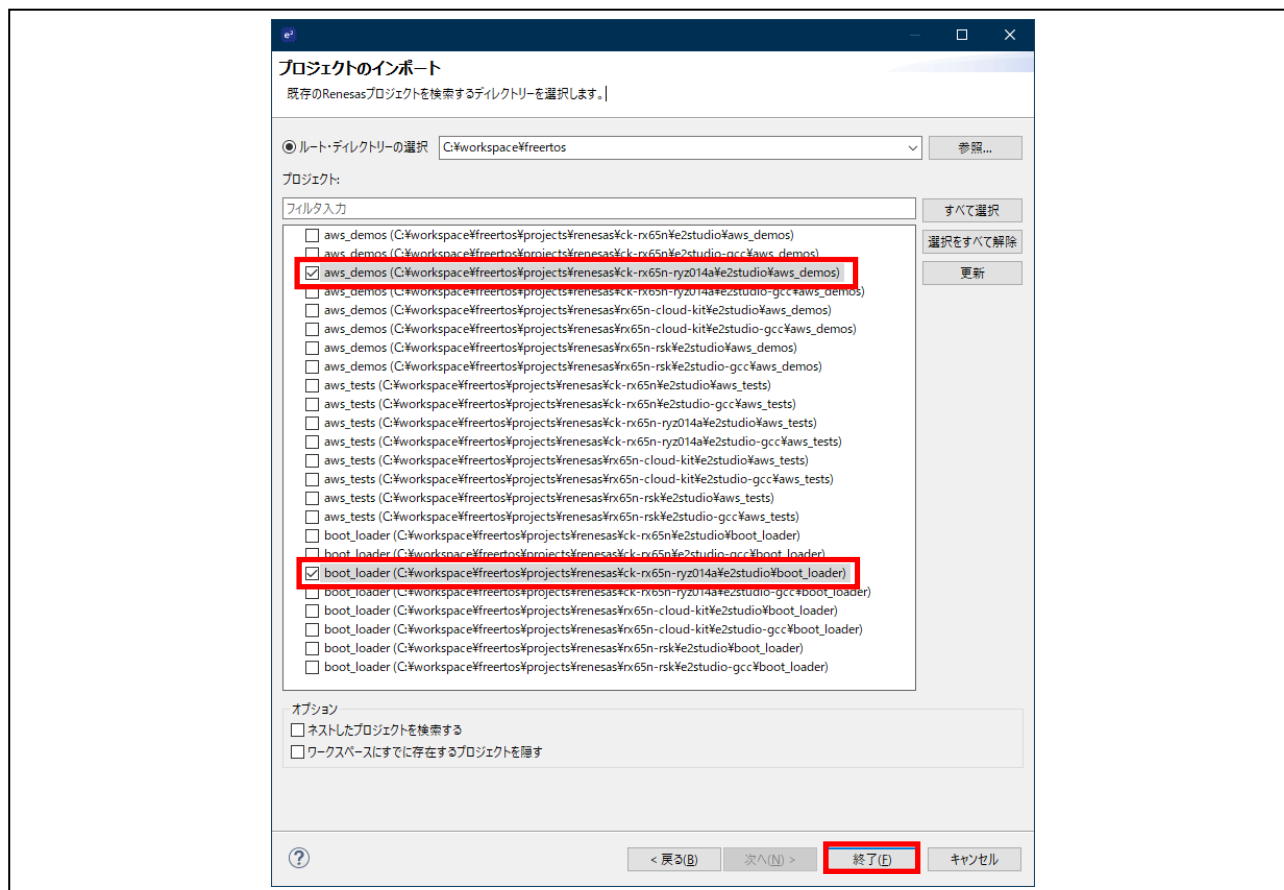 e²
プロジェクトのインポート
既存のRenesasプロジェクトを検索するディレクトリーを選択します。
ルート・ディレクトリーの選択 C:¥workspace¥freertos 参照...
プロジェクト:
フィルタ入力 すべて選択
aws_demos (C:¥workspace¥freertos¥projects¥renesas¥ck-rx65n¥e2studio¥aws_demos) 選択をすべて解除
aws_demos (C:¥workspace¥freertos¥projects¥renesas¥ck-rx65n¥e2studio-gcc¥aws_demos)
aws_demos (C:¥workspace¥freertos¥projects¥renesas¥ck-rx65n-ryz014a¥e2studio¥aws_demos) 更新
aws_demos (C:¥workspace¥freertos¥projects¥renesas¥ck-rx65n-ryz014a¥e2studio-gcc¥aws_demos)
aws_demos (C:¥workspace¥freertos¥projects¥renesas¥rx65n-cloud-kit¥e2studio¥aws_demos)
aws_demos (C:¥workspace¥freertos¥projects¥renesas¥rx65n-cloud-kit¥e2studio-gcc¥aws_demos)
aws_demos (C:¥workspace¥freertos¥projects¥renesas¥rx65n-rsk¥e2studio¥aws_demos)
aws_demos (C:¥workspace¥freertos¥projects¥renesas¥rx65n-rsk¥e2studio-gcc¥aws_demos)
aws_tests (C:¥workspace¥freertos¥projects¥renesas¥ck-rx65n¥e2studio¥aws_tests)
aws_tests (C:¥workspace¥freertos¥projects¥renesas¥ck-rx65n¥e2studio-gcc¥aws_tests)
aws_tests (C:¥workspace¥freertos¥projects¥renesas¥ck-rx65n-ryz014a¥e2studio¥aws_tests)
aws_tests (C:¥workspace¥freertos¥projects¥renesas¥ck-rx65n-ryz014a¥e2studio-gcc¥aws_tests)
aws_tests (C:¥workspace¥freertos¥projects¥renesas¥rx65n-cloud-kit¥e2studio¥aws_tests)
aws_tests (C:¥workspace¥freertos¥projects¥renesas¥rx65n-cloud-kit¥e2studio-gcc¥aws_tests)
aws_tests (C:¥workspace¥freertos¥projects¥renesas¥rx65n-rsk¥e2studio¥aws_tests)
aws_tests (C:¥workspace¥freertos¥projects¥renesas¥rx65n-rsk¥e2studio-gcc¥aws_tests)
boot_loader (C:¥workspace¥freertos¥projects¥renesas¥ck-rx65n¥e2studio¥boot_loader)
boot_loader (C:¥workspace¥freertos¥projects¥renesas¥ck-rx65n¥e2studio-gcc¥boot_loader)
boot_loader (C:¥workspace¥freertos¥projects¥renesas¥ck-rx65n-ryz014a¥e2studio¥boot_loader)
boot_loader (C:¥workspace¥freertos¥projects¥renesas¥ck-rx65n-ryz014a¥e2studio-gcc¥boot_loader)
boot_loader (C:¥workspace¥freertos¥projects¥renesas¥rx65n-cloud-kit¥e2studio¥boot_loader)
boot_loader (C:¥workspace¥freertos¥projects¥renesas¥rx65n-cloud-kit¥e2studio-gcc¥boot_loader)
boot_loader (C:¥workspace¥freertos¥projects¥renesas¥rx65n-rsk¥e2studio¥boot_loader)
boot_loader (C:¥workspace¥freertos¥projects¥renesas¥rx65n-rsk¥e2studio-gcc¥boot_loader)
オプション
ネストしたプロジェクトを検索する
ワークスペースにすでに存在するプロジェクトを隠す
? < 戻る(B) 次へ(N) > 終了(F) キャンセル